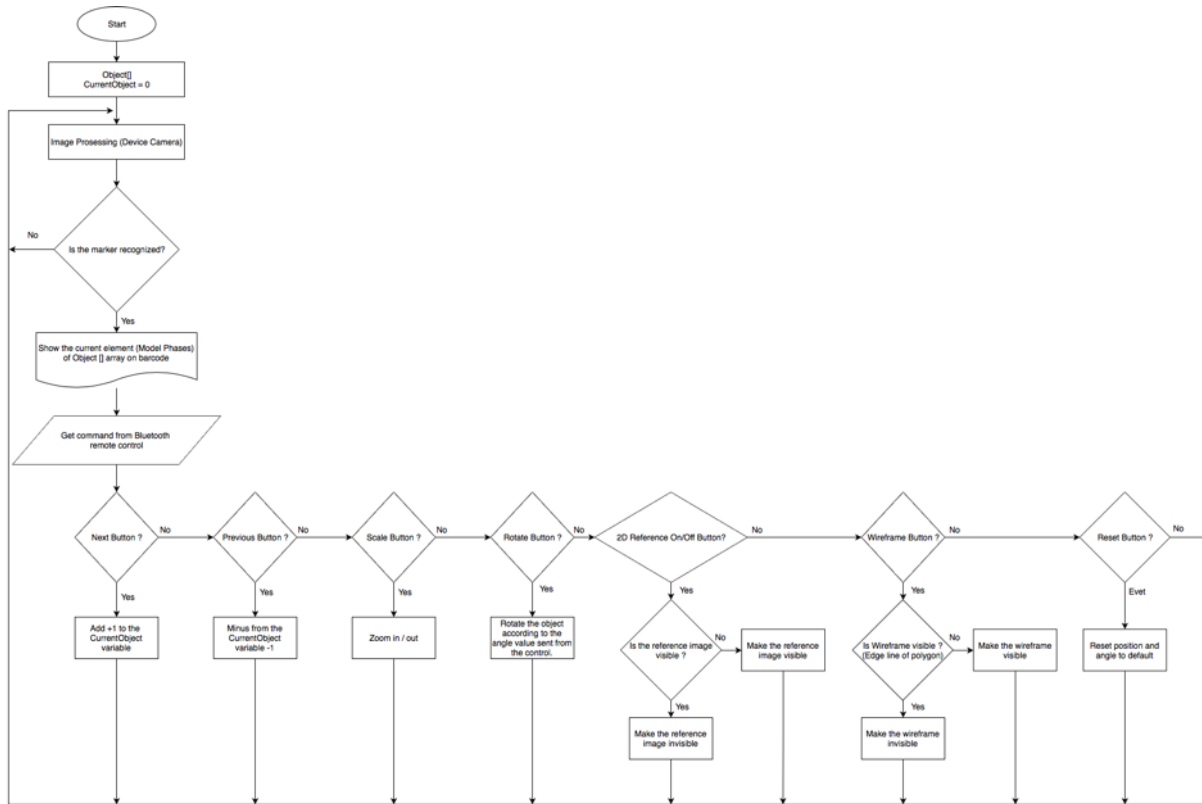 Start
Object[]
CurrentObject = 0
Image Prosessing (Device Camera)
Is the marker recognized?
No
Yes
Show the current element (Model Phases)
of Object [] array on barcode
Get command from Bluetooth
remote control
Next Button ?
No
Previous Button ?
No
Scale Button ?
No
Rotate Button ?
No
2D Reference On/Off Button?
No
Wireframe Button ?
No
Reset Button ?
No
Yes
Yes
Yes
Yes
Yes
Yes
Evet
Add +1 to the
CurrentObject
variable
Minus from the
CurrentObject
variable -1
Zoom in / out
Rotate the object
according to the
angle value sent from
the control.
Is the reference image
visible ?
No
Make the reference
image visible
Is Wireframe visible ?
(Edge line of polygon)
No
Make the wireframe
visible
Reset position and
angle to default
Yes
Make the reference
image invisible
Yes
Make the wireframe
invisible